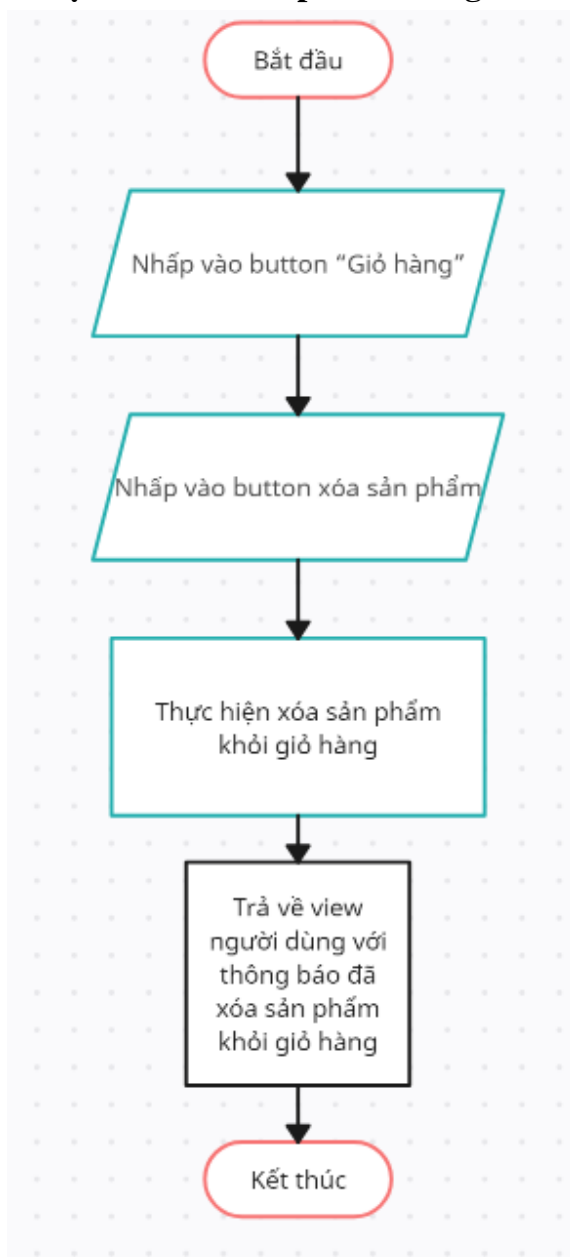 Bắt đầu
Nhấp vào button “Giỏ hàng”
Nhấp vào button xóa sản phẩm
Thực hiện xóa sản phẩm
khỏi giỏ hàng
Trả về view
người dùng với
thông báo đã
xóa sản phẩm
khỏi giỏ hàng
Kết thúc